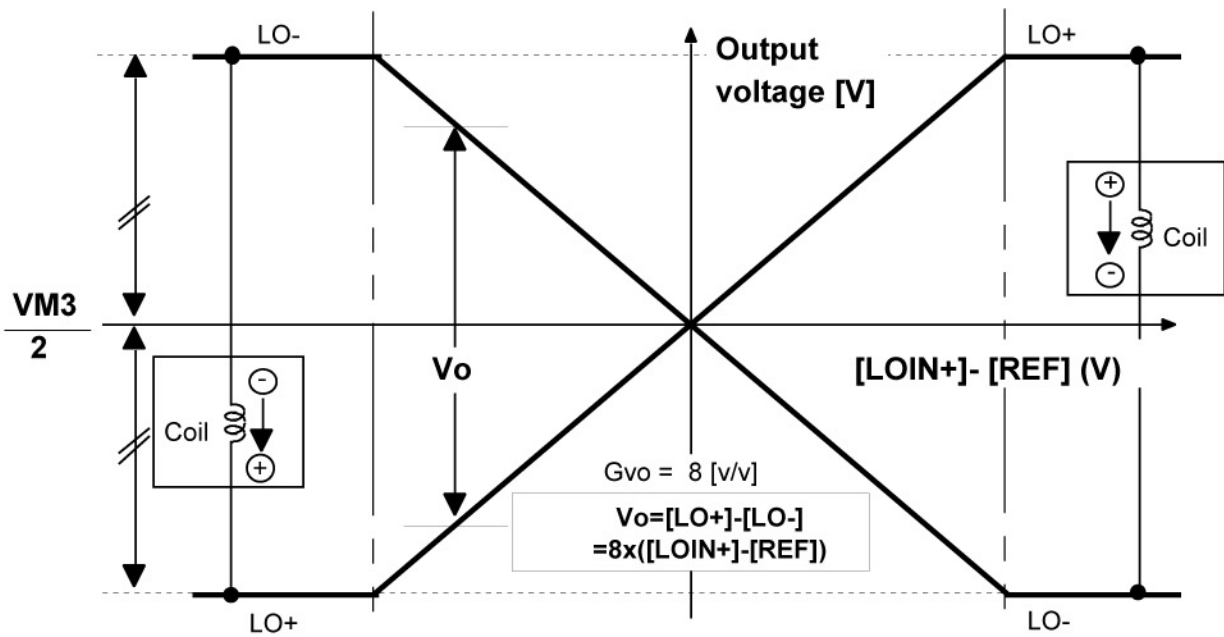 LO-
LO+
Output
voltage [V]
+
Coil
-
VM3
2
Vo
[LOIN+]- [REF] (V)
-
Coil
+
Gvo = 8 [v/v]
Vo=[LO+]-[LO-]
=8x([LOIN+]-[REF])
LO+
LO-